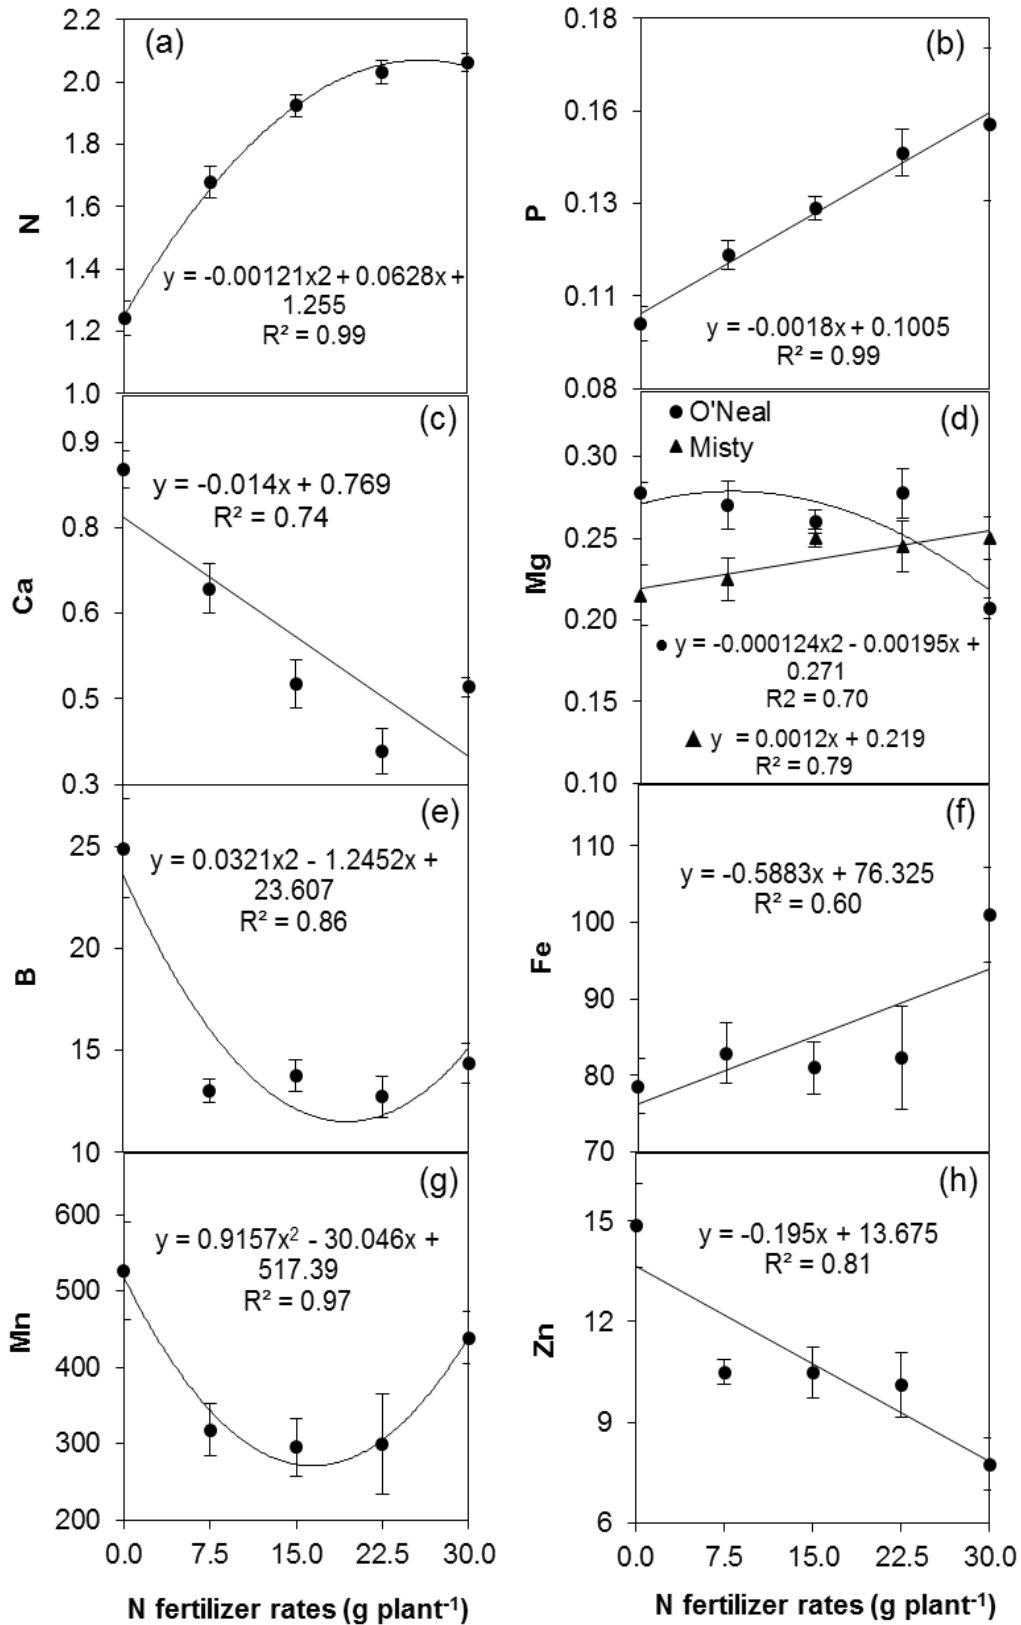 2.2
2.0
1.8
1.6
1.4
1.2
1.0
N
(a)
y = -0.00121x2 + 0.0628x +
1.255
R² = 0.99
0.18
0.16
0.13
0.11
0.08
P
(b)
y = -0.0018x + 0.1005
R² = 0.99
0.9
0.8
0.6
0.5
0.3
Ca
(c)
y = -0.014x + 0.769
R² = 0.74
0.30
0.25
0.20
0.15
0.10
Mg
(d)
● O'Neal
▲ Misty
● y = -0.000124x2 - 0.00195x +
0.271
R2 = 0.70
▲ y = 0.0012x + 0.219
R² = 0.79
25
20
15
10
B
(e)
y = 0.0321x2 - 1.2452x +
23.607
R² = 0.86
110
100
90
80
70
Fe
(f)
y = -0.5883x + 76.325
R² = 0.60
600
500
400
300
200
Mn
(g)
y = 0.9157x² - 30.046x +
517.39
R² = 0.97
0.0 7.5 15.0 22.5 30.0
N fertilizer rates (g plant⁻¹)
15
12
9
6
Zn
(h)
y = -0.195x + 13.675
R² = 0.81
0.0 7.5 15.0 22.5 30.0
N fertilizer rates (g plant⁻¹)